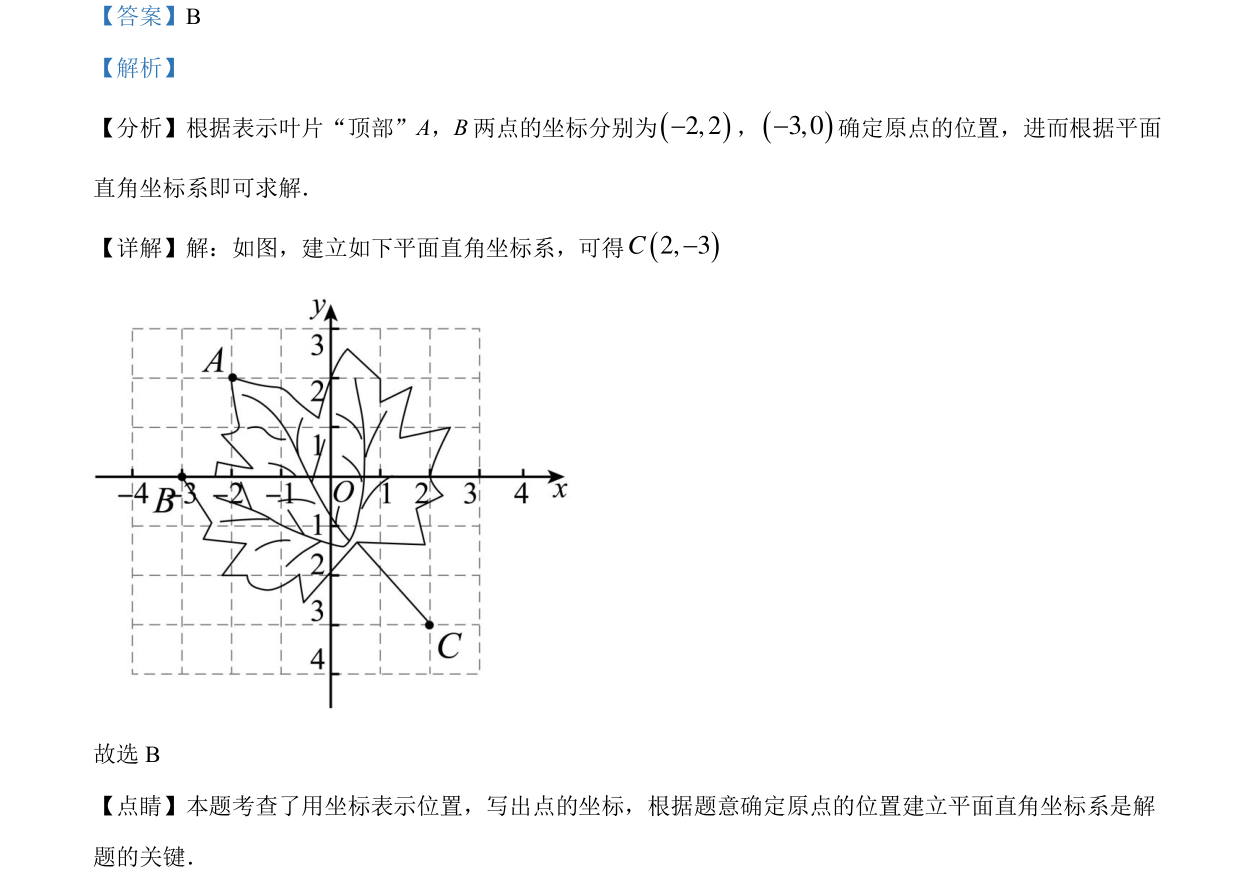 【答案】B
【解析】
【分析】根据表示叶片“顶部”A，B 两点的坐标分别为(−2,2)，(−3,0)确定原点的位置，进而根据平面
直角坐标系即可求解．
【详解】解：如图，建立如下平面直角坐标系，可得C(2,−3)
y
3
A
2
1
−4 B −3 −2 −1 O 1 2 3 4 x
1
2
3
C
4
故选 B
【点睛】本题考查了用坐标表示位置，写出点的坐标，根据题意确定原点的位置建立平面直角坐标系是解
题的关键．